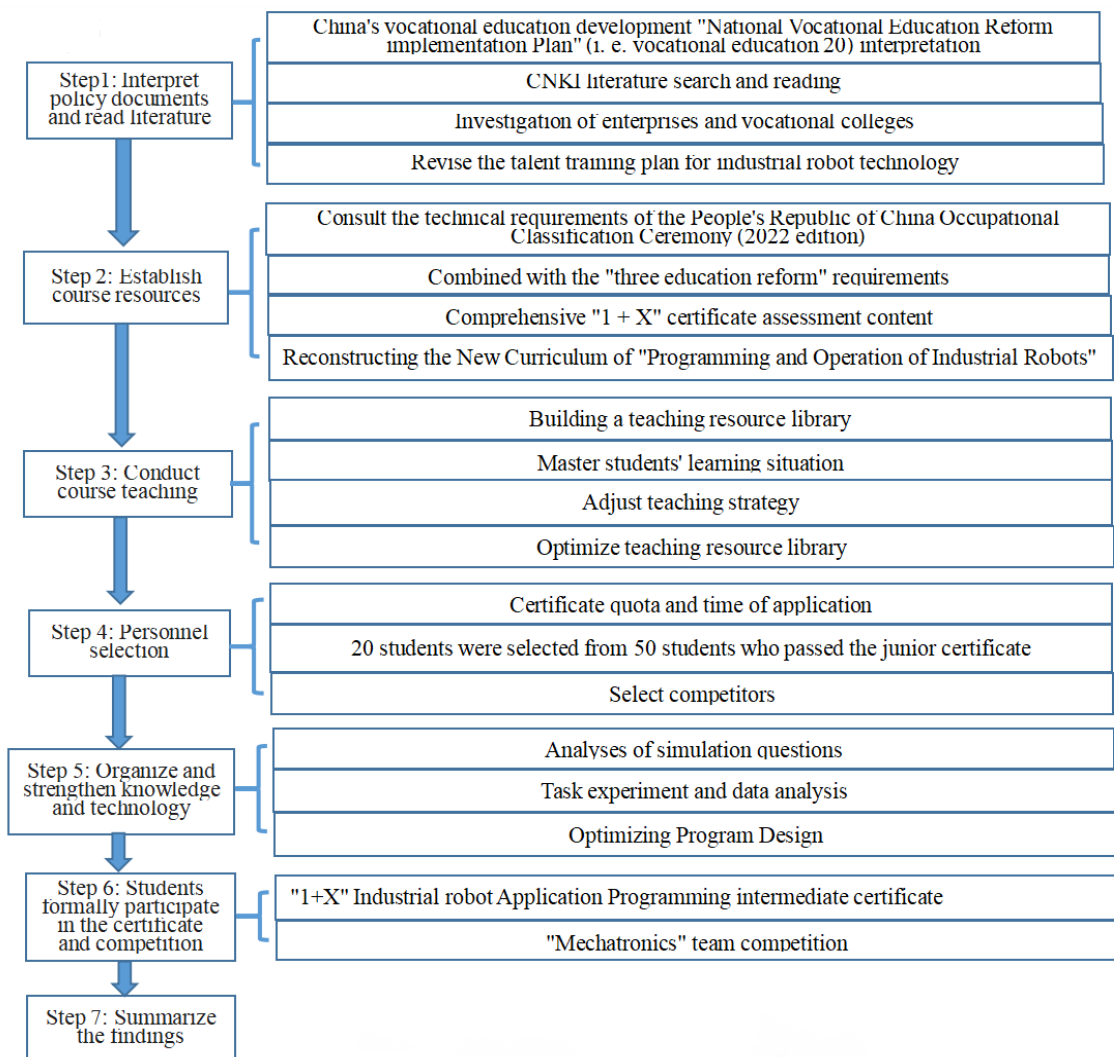 China's vocational education development "National Vocational Education Reform
implementation Plan" (i. e. vocational education 20) interpretation
Step1: Interpret
policy documents
and read literature
CNKI literature search and reading
Investigation of enterprises and vocational colleges
Revise the talent training plan for industrial robot technology
Consult the technical requirements of the People's Republic of China Occupational
Classification Ceremony (2022 edition)
Step 2: Establish
course resources
Combined with the "three education reform" requirements
Comprehensive "1 + X" certificate assessment content
Reconstructing the New Curriculum of "Programming and Operation of Industrial Robots"
Step 3: Conduct
course teaching
Building a teaching resource library
Master students' learning situation
Adjust teaching strategy
Optimize teaching resource library
Step 4: Personnel
selection
Certificate quota and time of application
20 students were selected from 50 students who passed the junior certificate
Select competitors
Step 5: Organize and
strengthen knowledge
and technology
Analyses of simulation questions
Task experiment and data analysis
Optimizing Program Design
Step 6: Students
formally participate
in the certificate
and competition
"1+X" Industrial robot Application Programming intermediate certificate
"Mechatronics" team competition
Step 7: Summarize
the findings